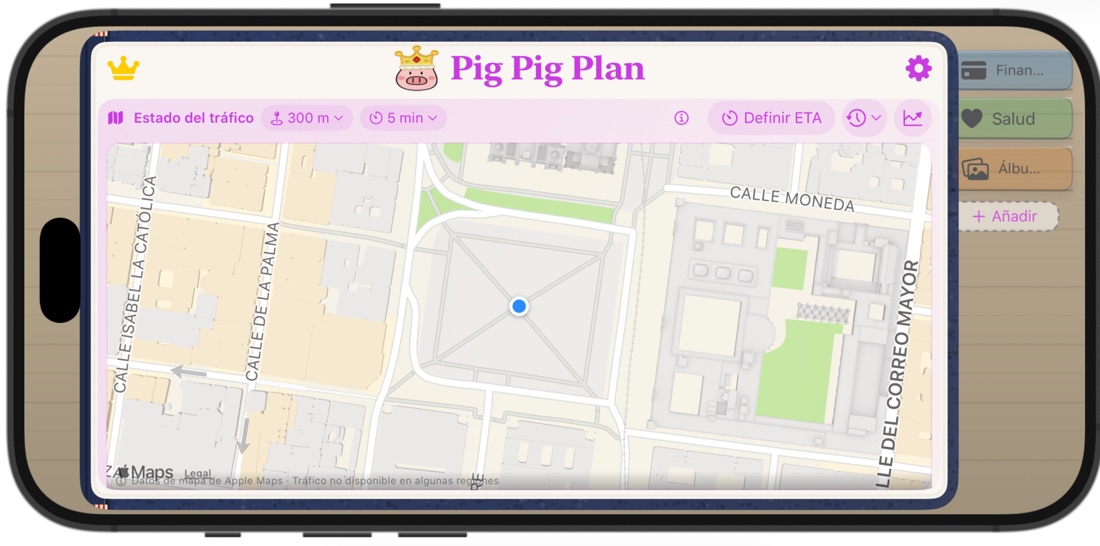 Pig Pig Plan
Finan...
Estado del tráfico
300 m
5 min
Definir ETA
Salud
Álbu...
+ Añadir
CALLE MONEDA
CALLE ISABEL LA CATÓLICA
CALLE DE LA PALMA
LLE DEL CORREO MAYOR
Maps
Legal
Datos de mapa de Apple Maps · Tráfico no disponible en algunas regiones